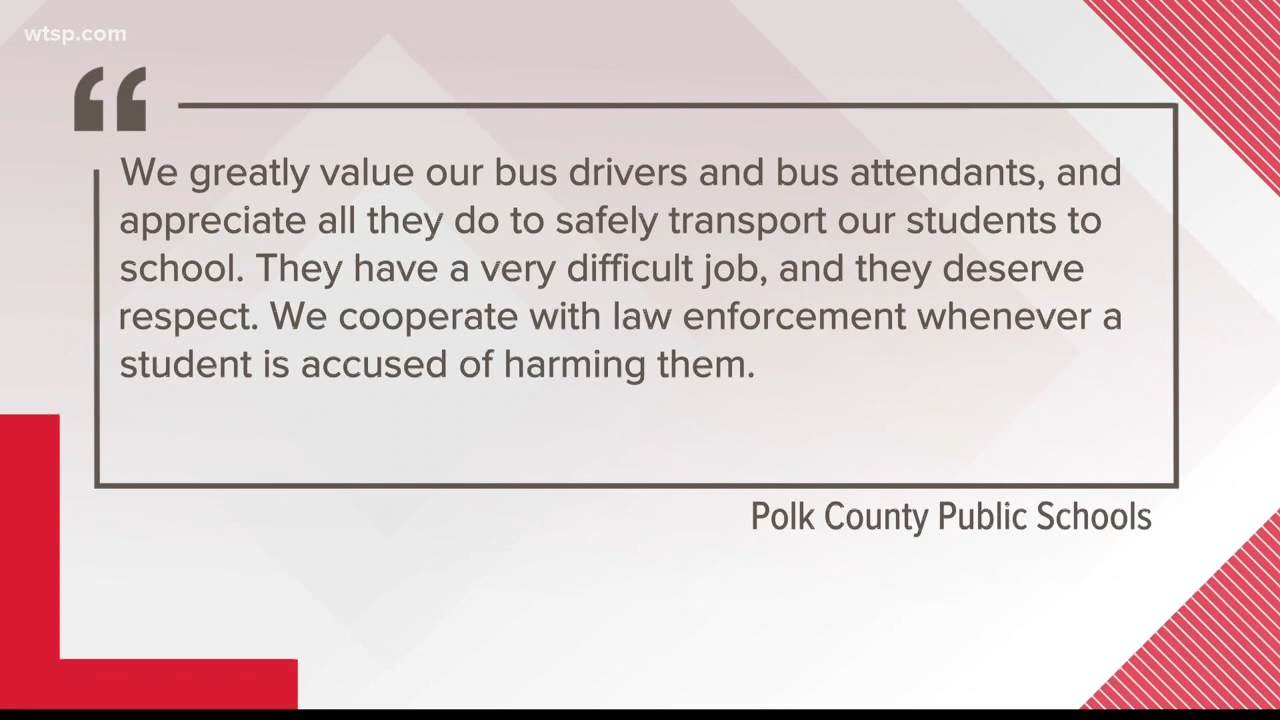 wtsp.com
“
We greatly value our bus drivers and bus attendants, and
appreciate all they do to safely transport our students to
school. They have a very difficult job, and they deserve
respect. We cooperate with law enforcement whenever a
student is accused of harming them.
Polk County Public Schools